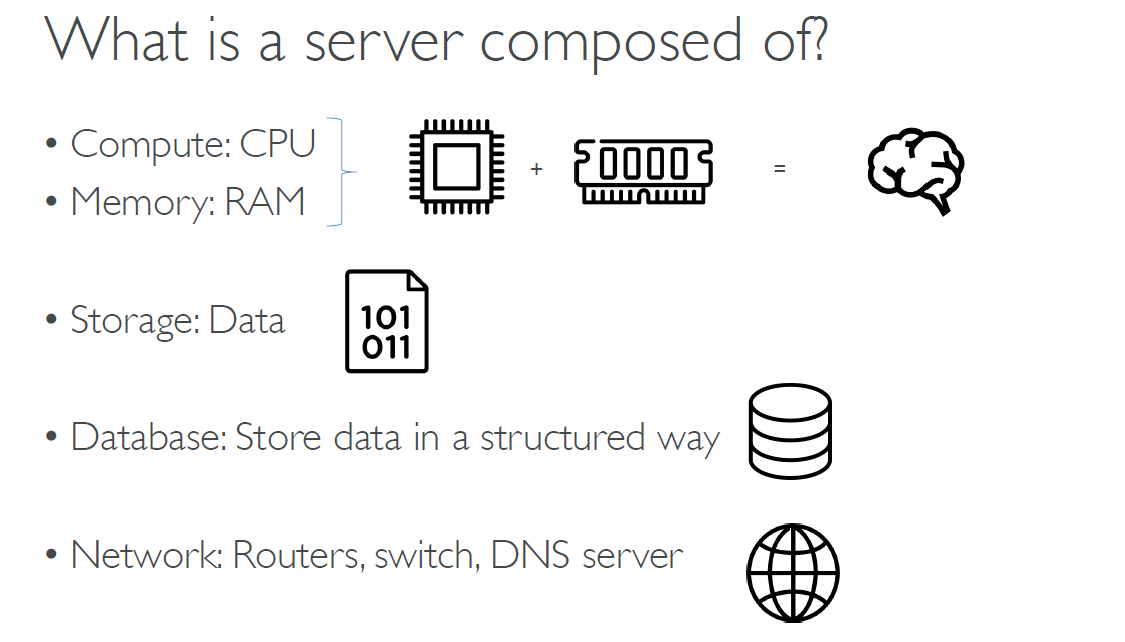 What is a server composed of?
• Compute: CPU
• Memory: RAM
+
=
• Storage: Data
101
011
• Database: Store data in a structured way
• Network: Routers, switch, DNS server